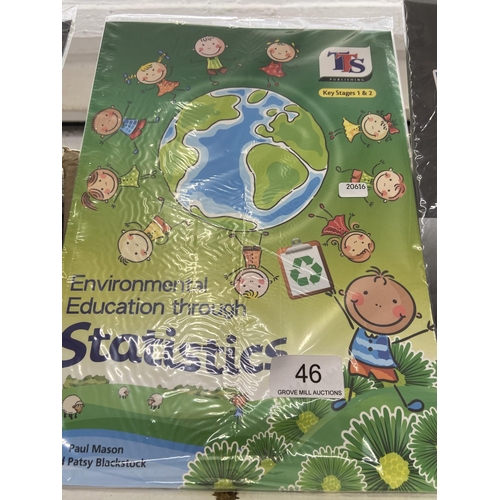 TTS
PUBLISHING
Key Stages 1 & 2
20616
Environmental
Education through
Statistics
46
GROVE MILL AUCTIONS
Paul Mason
Patsy Blackstock